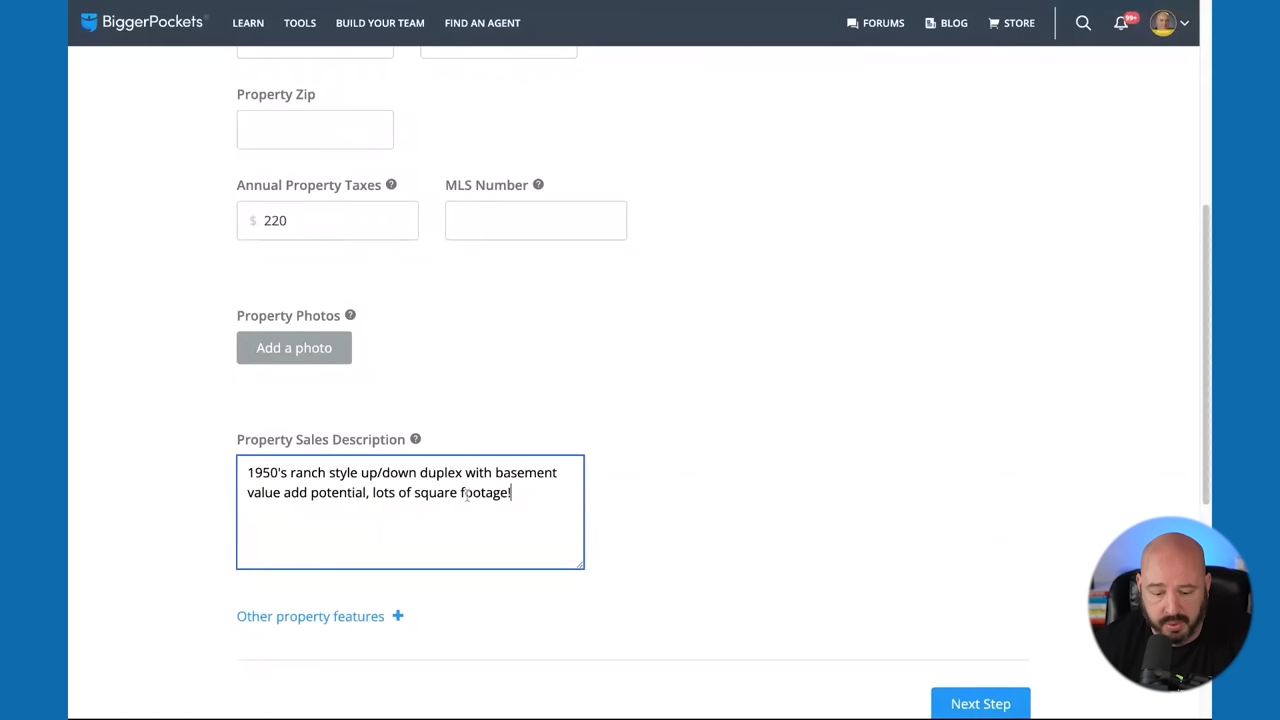 BiggerPockets
LEARN TOOLS BUILD YOUR TEAM FIND AN AGENT FORUMS BLOG STORE 99+
Property Zip
Annual Property Taxes ? MLS Number ?
$ 220
Property Photos ?
Add a photo
Property Sales Description ?
1950's ranch style up/down duplex with basement
value add potential, lots of square footage!
Other property features +
Next Step